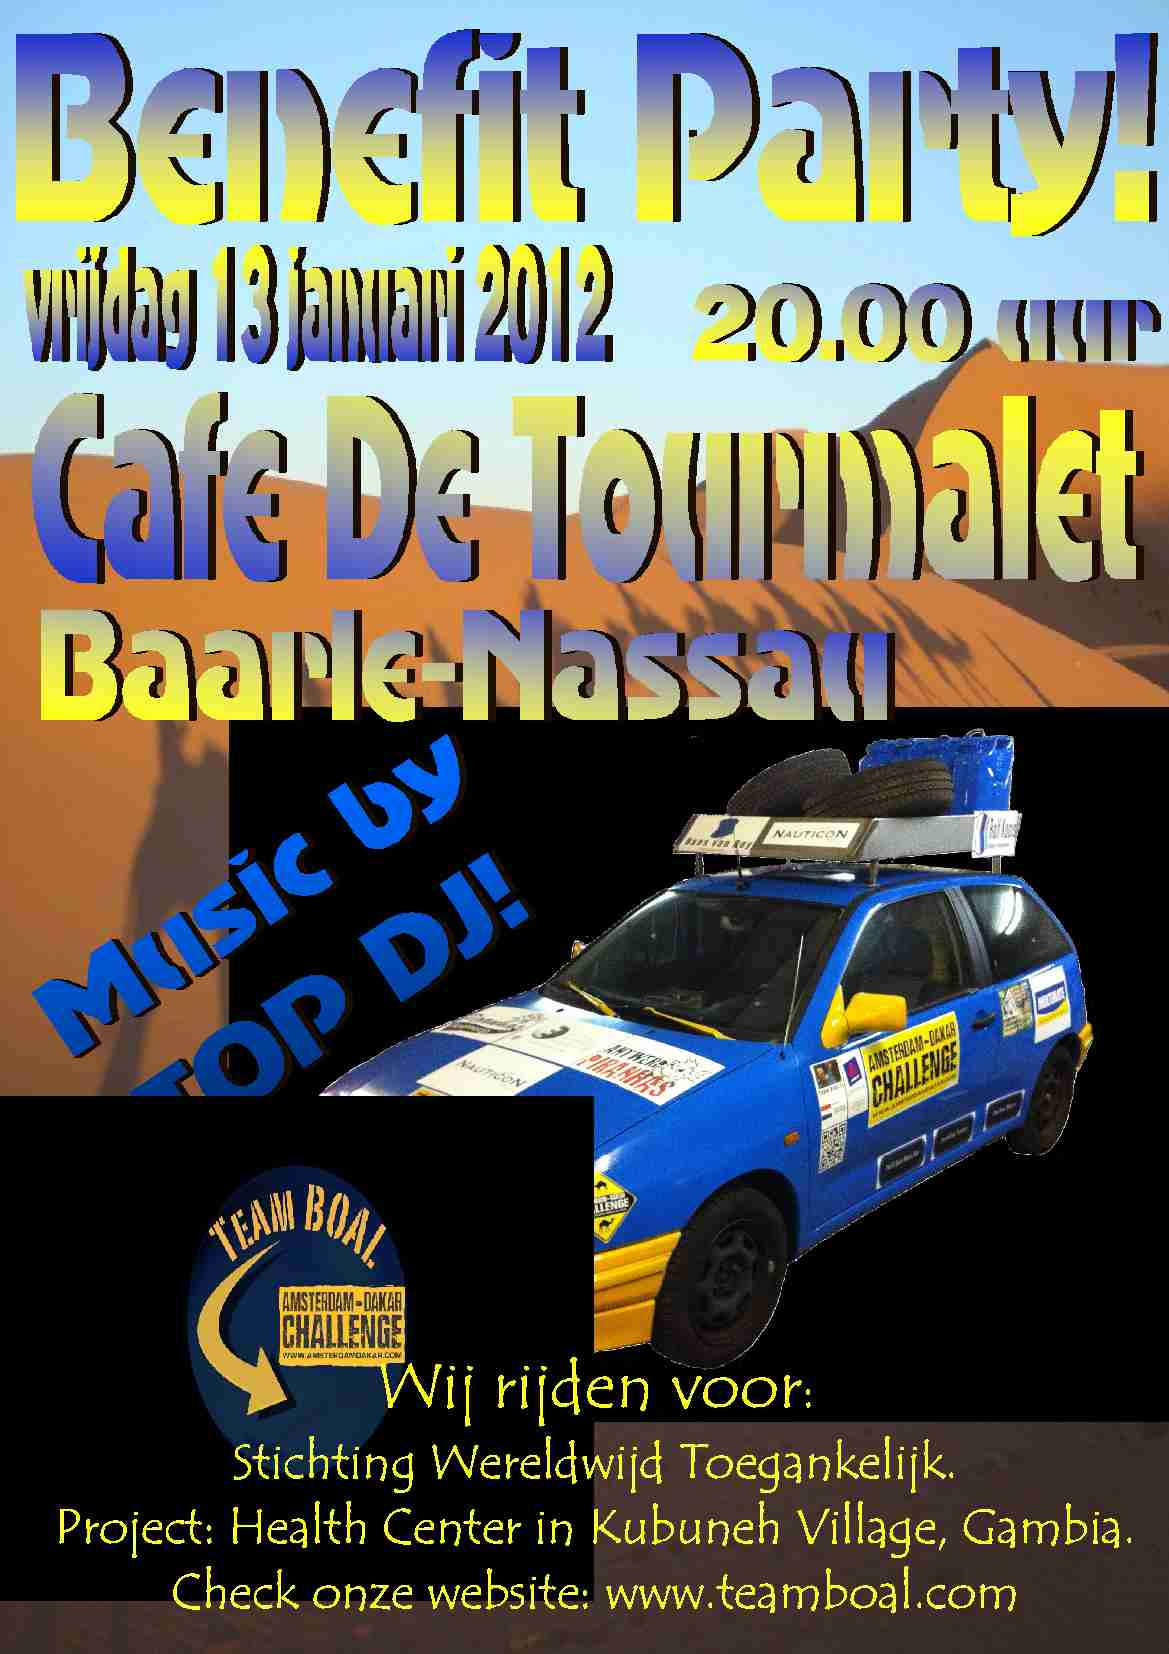 Benefit Party!
vrijdag 13 januari 2012 20.00 uur
Cafe De Tourmalet
Baarle-Nassau
Music by
TOP DJ!
NAUTICON
NAUTICON
PIRANHAS
AMSTERDAM-DAKAR
CHALLENGE
TEAM BOAL
AMSTERDAM-DAKAR
CHALLENGE
WWW.AMSTERDAMDAKAR.COM
Wij rijden voor:
Stichting Wereldwijd Toegankelijk.
Project: Health Center in Kubuneh Village, Gambia.
Check onze website: www.teamboal.com